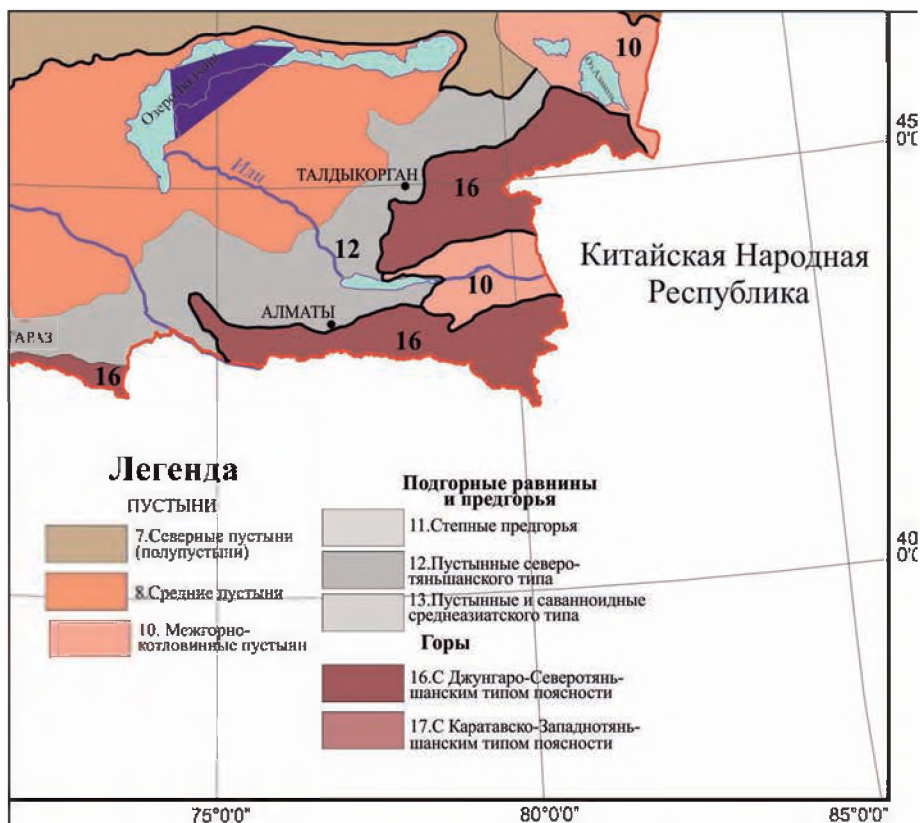 10
45
0'0"
Или
ТАЛДЫКОРГАН
16
12
Китайская Народная
Республика
10
АЛМАТЫ
ТАРАЗ
16
16
Легенда
ПУСТЫНИ
7.Северные пустыни
(полупустыни)
8.Средние пустыня
10. Межгорно-
котловинные пустыни
Подгорные равнины
и предгорья
11.Степные предгорья
12.Пустынные северо-
тяньшанского типа
13.Пустынные и саванноидные
среднеазиатского типа
Горы
16.С Джунгаро-Северотянь-
шанским типом поясности
17.С Каратавско-Западнотянь-
шанским типом поясности
40
0'0"
75°0'0"
80°0'0"
85°0'0"